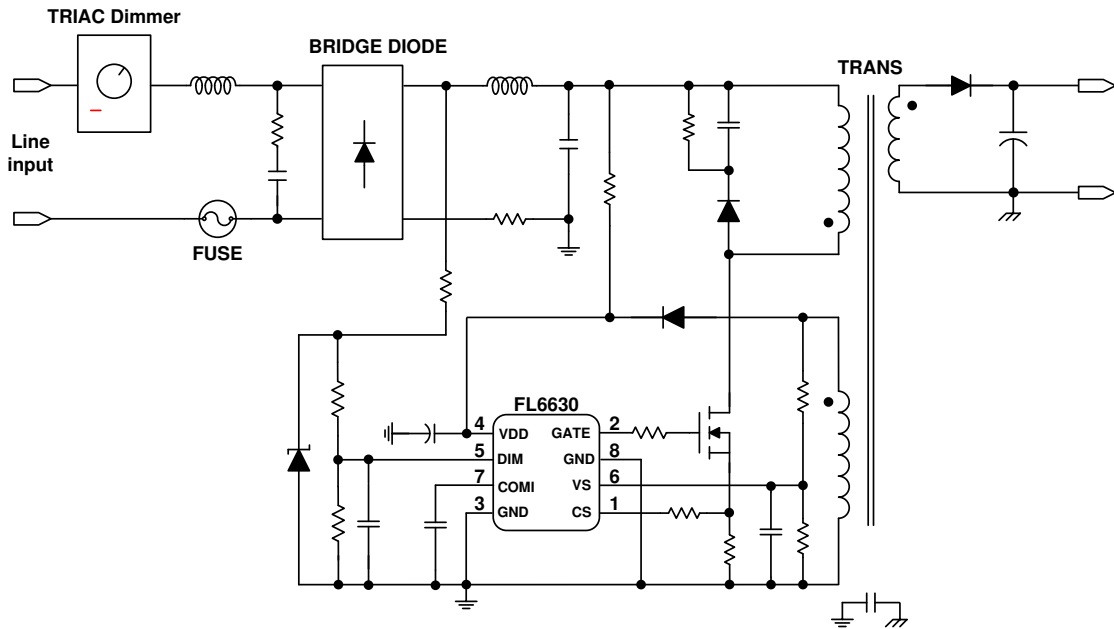 TRIAC Dimmer
BRIDGE DIODE
TRANS
Line
input
FUSE
FL6630
4 VDD GATE 2
5 DIM GND 8
7 COMI VS 6
3 GND CS 1